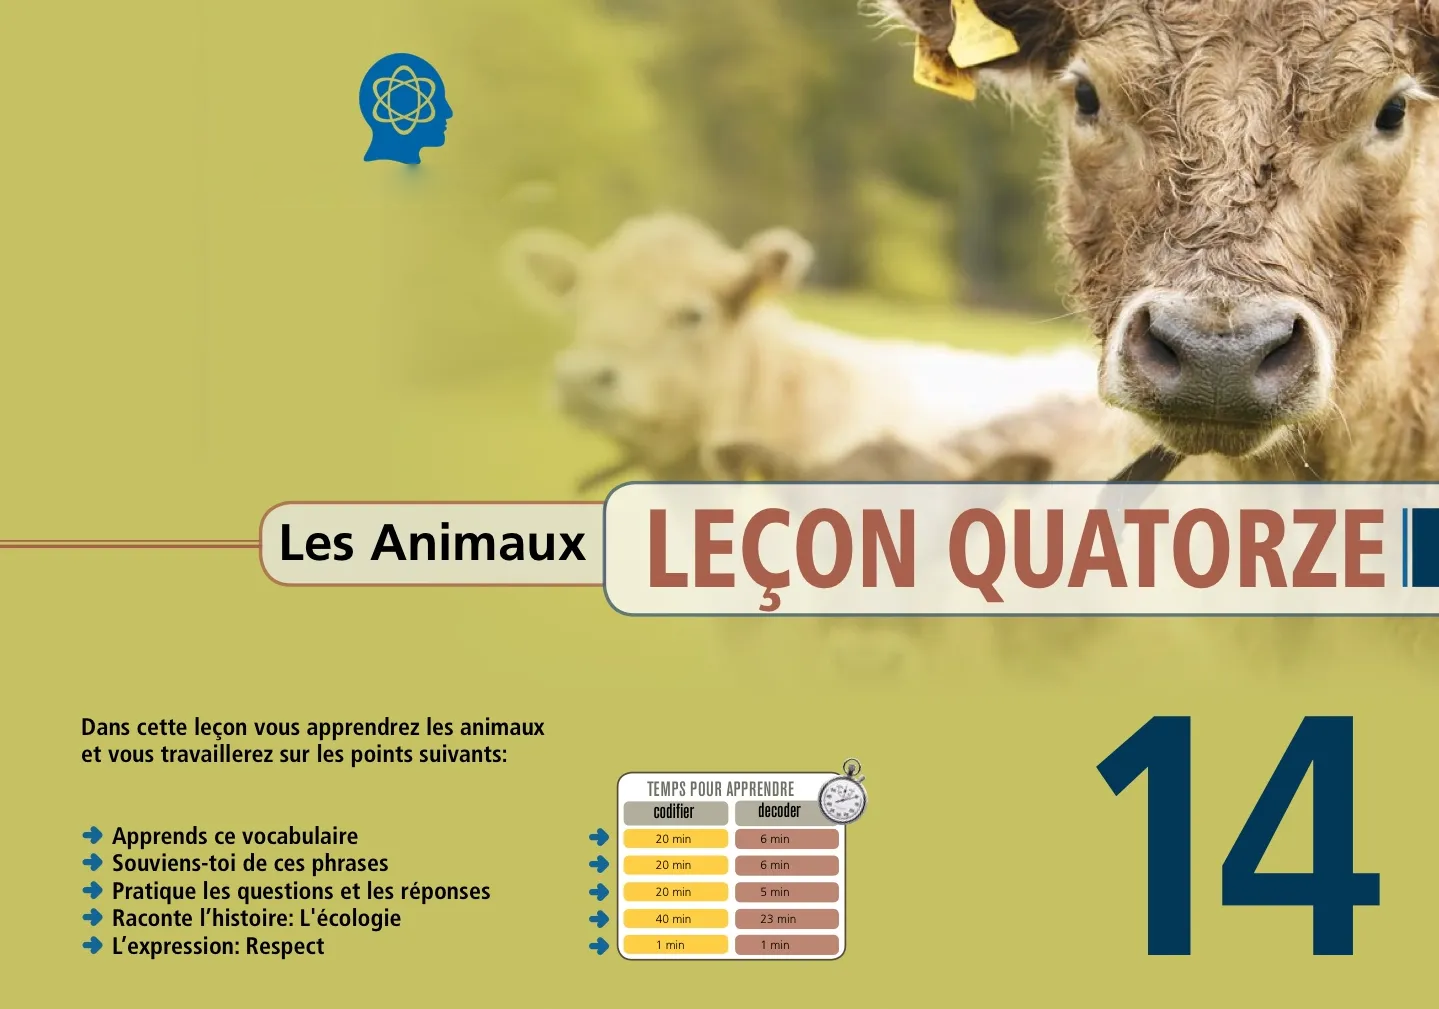 Les Animaux
LEÇON QUATORZE
Dans cette leçon vous apprendrez les animaux
et vous travaillerez sur les points suivants:
Apprends ce vocabulaire
Souviens-toi de ces phrases
Pratique les questions et les réponses
Raconte l’histoire: L'écologie
L’expression: Respect
TEMPS POUR APPRENDRE
codifier decoder
20 min 6 min
20 min 6 min
20 min 5 min
40 min 23 min
1 min 1 min
14